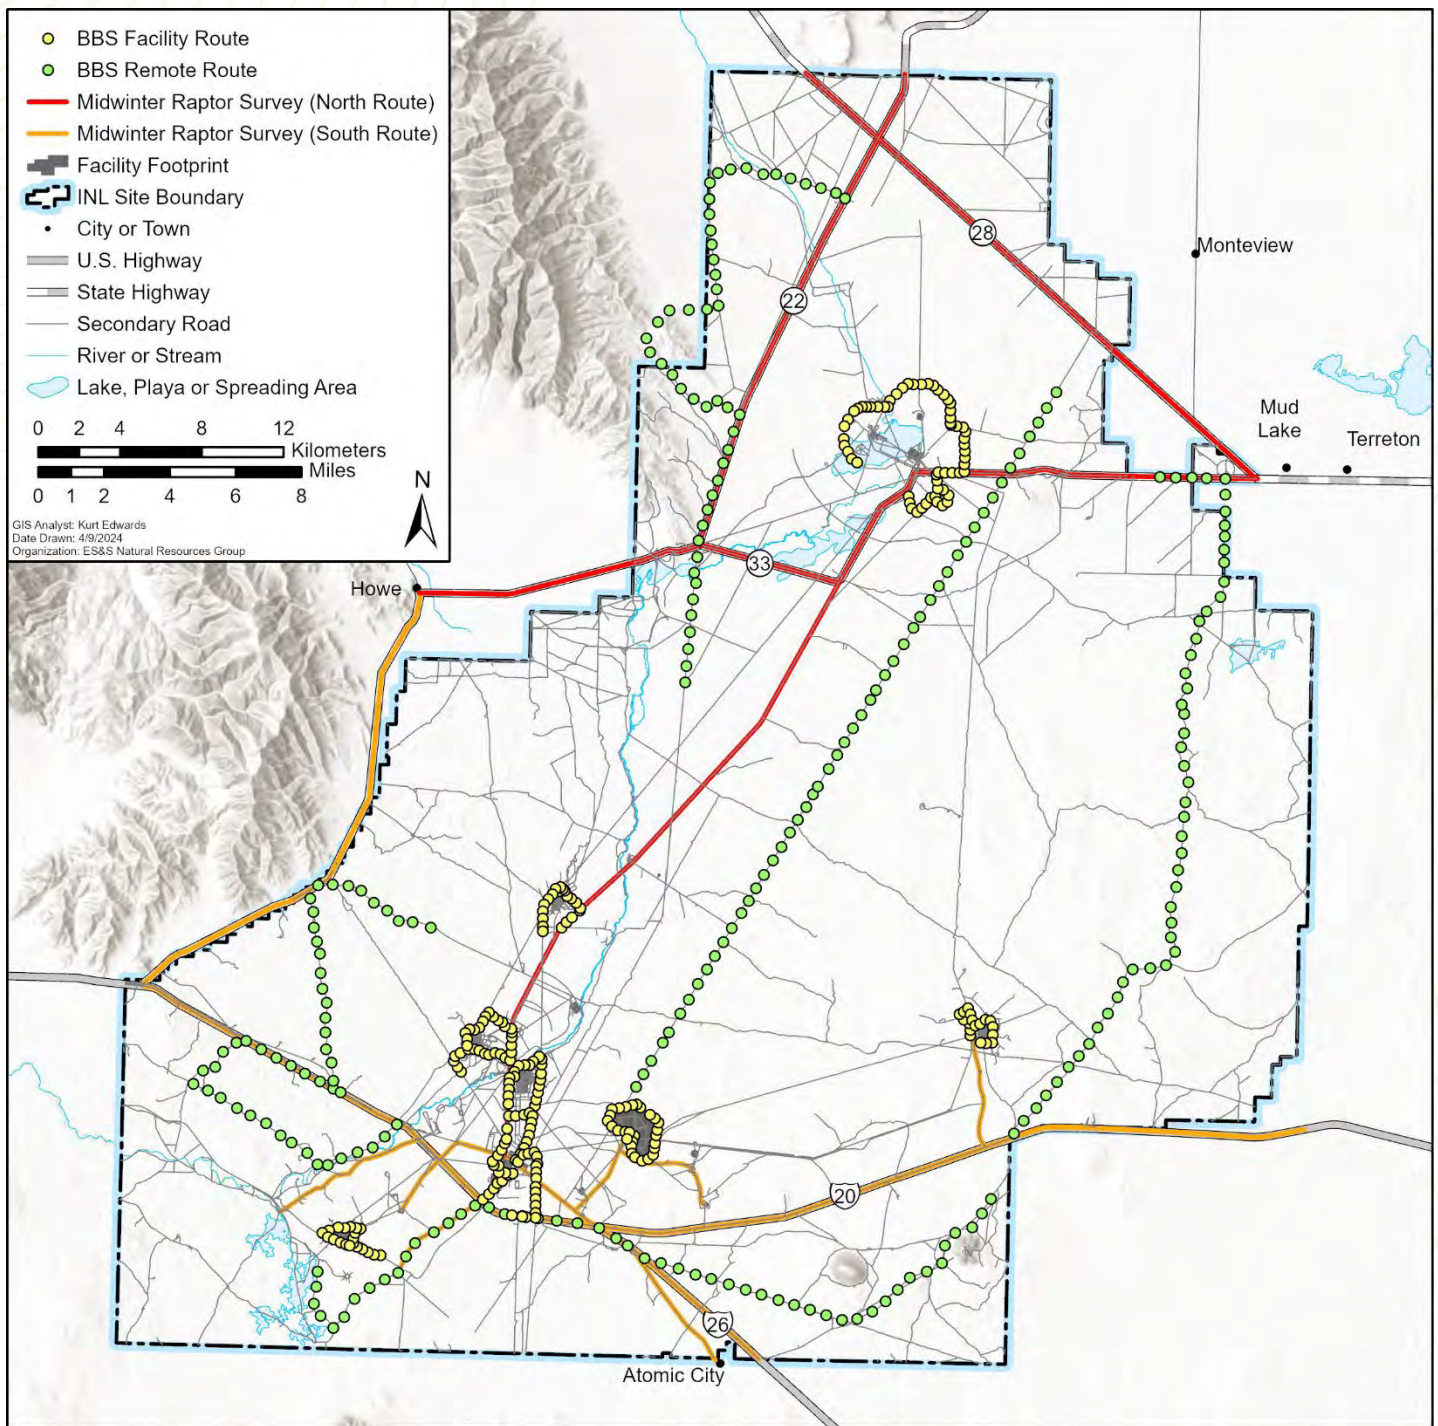 BBS Facility Route
BBS Remote Route
Midwinter Raptor Survey (North Route)
Midwinter Raptor Survey (South Route)
Facility Footprint
INL Site Boundary
City or Town
U.S. Highway
State Highway
Secondary Road
River or Stream
Lake, Playa or Spreading Area
0 2 4 8 12
Kilometers
Miles
0 1 2 4 6 8
N
GIS Analyst: Kurt Edwards
Date Drawn: 4/9/2024
Organization: ES&S Natural Resources Group
28
Monteview
22
Mud
Lake
Terreton
33
Howe
20
26
Atomic City